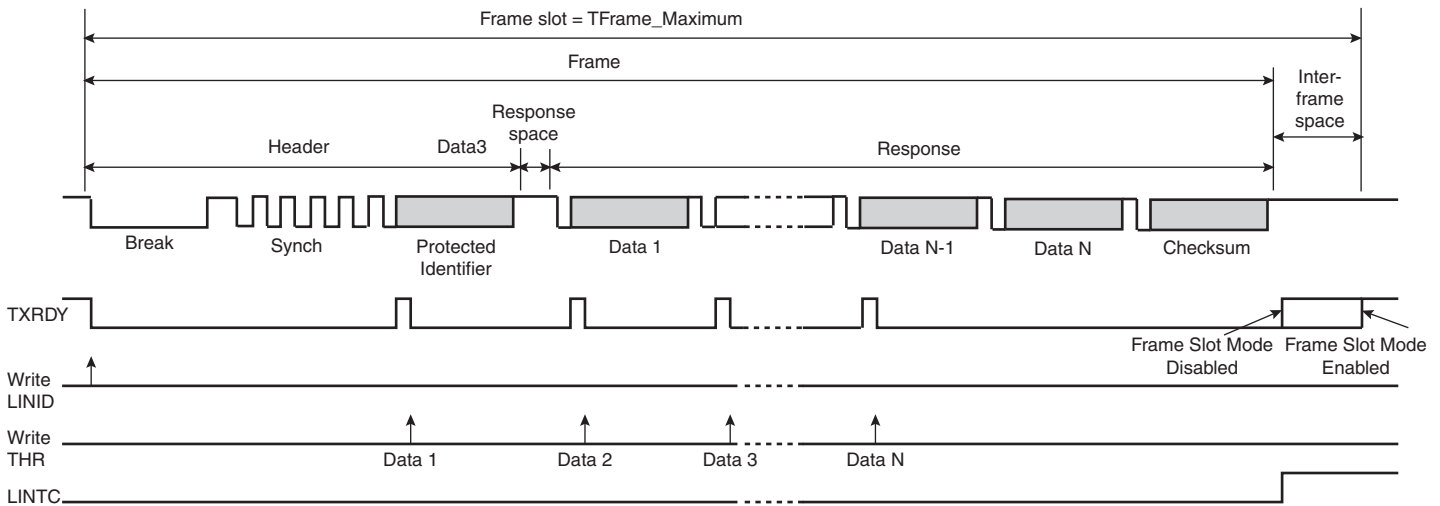 Frame slot = TFrame_Maximum
Frame
Inter-
frame
space
Response
space
Header
Data3
Response
Break
Synch
Protected
Identifier
Data 1
Data N-1
Data N
Checksum
TXRDY
Frame Slot Mode
Disabled
Frame Slot Mode
Enabled
Write
LINID
Write
THR
Data 1
Data 2
Data 3
Data N
LINTC